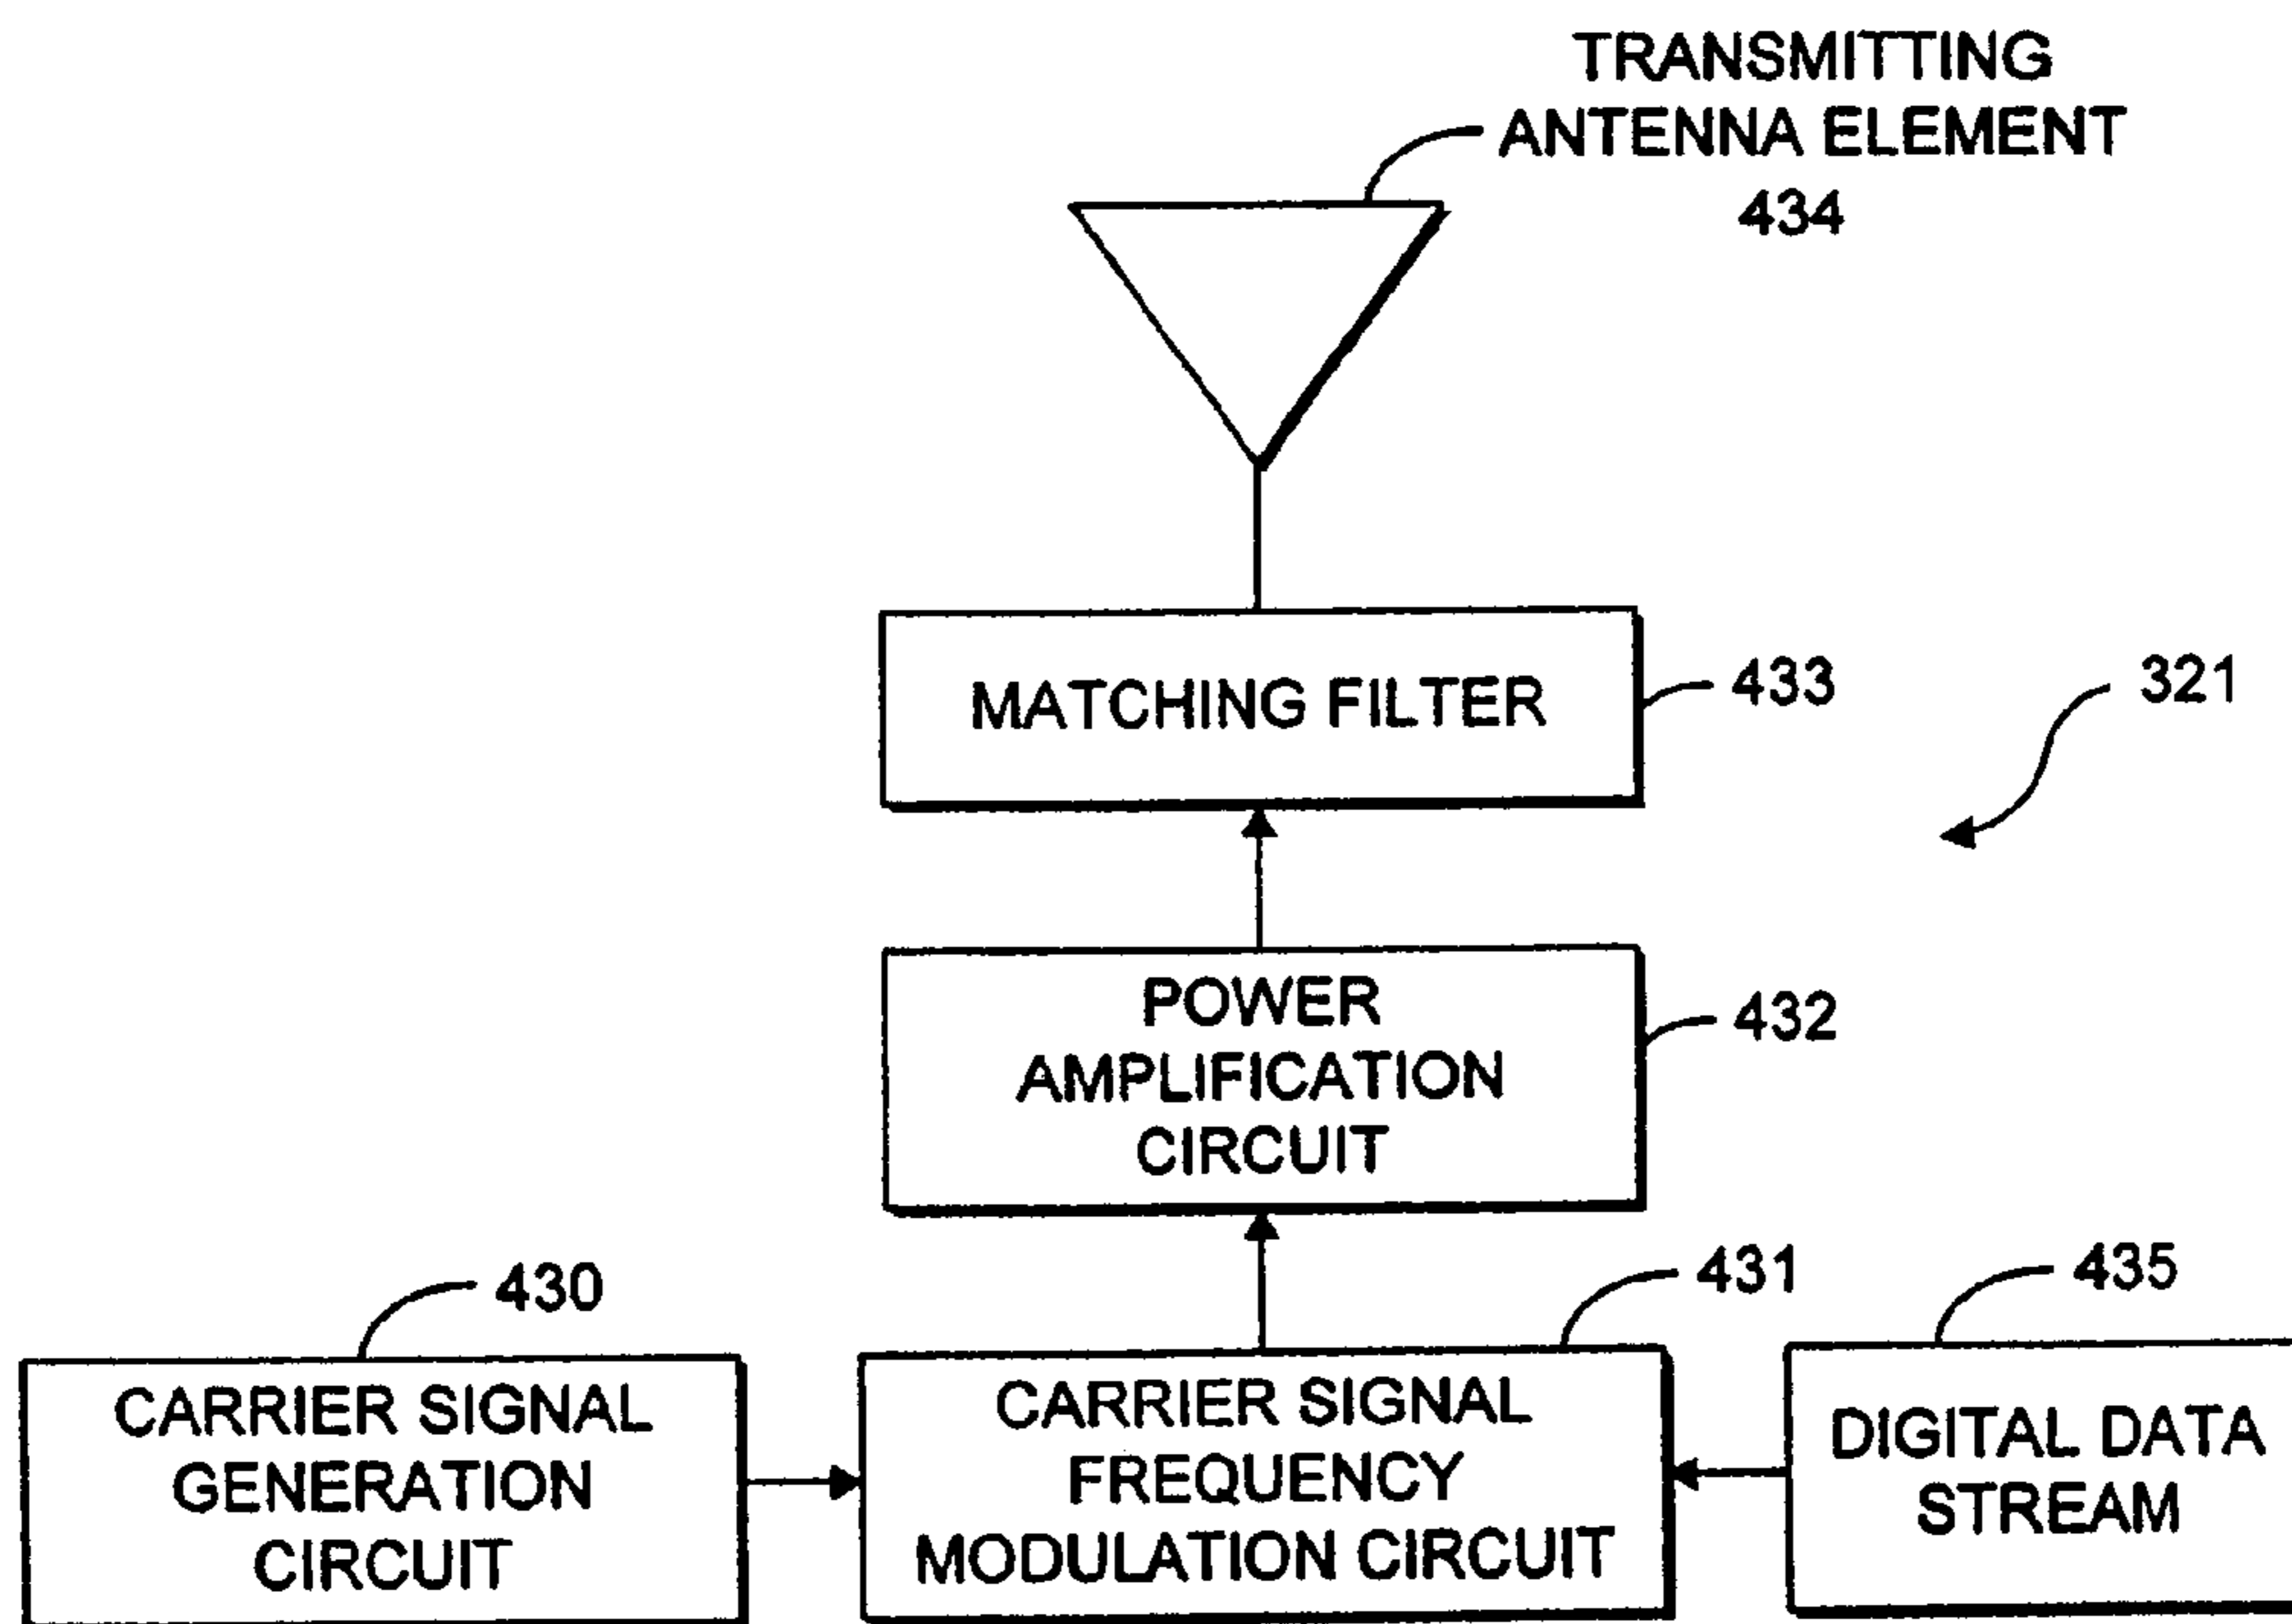 TRANSMITTING
ANTENNA ELEMENT
434
MATCHING FILTER
433
321
POWER
AMPLIFICATION
CIRCUIT
432
430
431
435
CARRIER SIGNAL
GENERATION
CIRCUIT
CARRIER SIGNAL
FREQUENCY
MODULATION CIRCUIT
DIGITAL DATA
STREAM